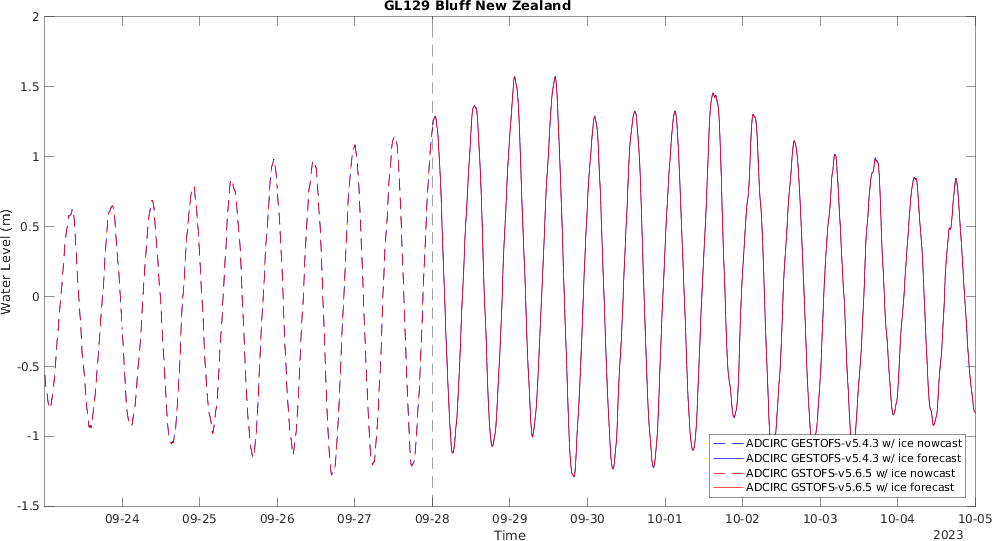 GL129 Bluff New Zealand
2
1.5
1
0.5
0
-0.5
-1
-1.5
Water Level (m)
ADCIRC GESTOFS-v5.4.3 w/ ice nowcast
ADCIRC GESTOFS-v5.4.3 w/ ice forecast
ADCIRC GSTOFS-v5.6.5 w/ ice nowcast
ADCIRC GSTOFS-v5.6.5 w/ ice forecast
09-24 09-25 09-26 09-27 09-28 09-29 09-30 10-01 10-02 10-03 10-04 10-05
Time
2023